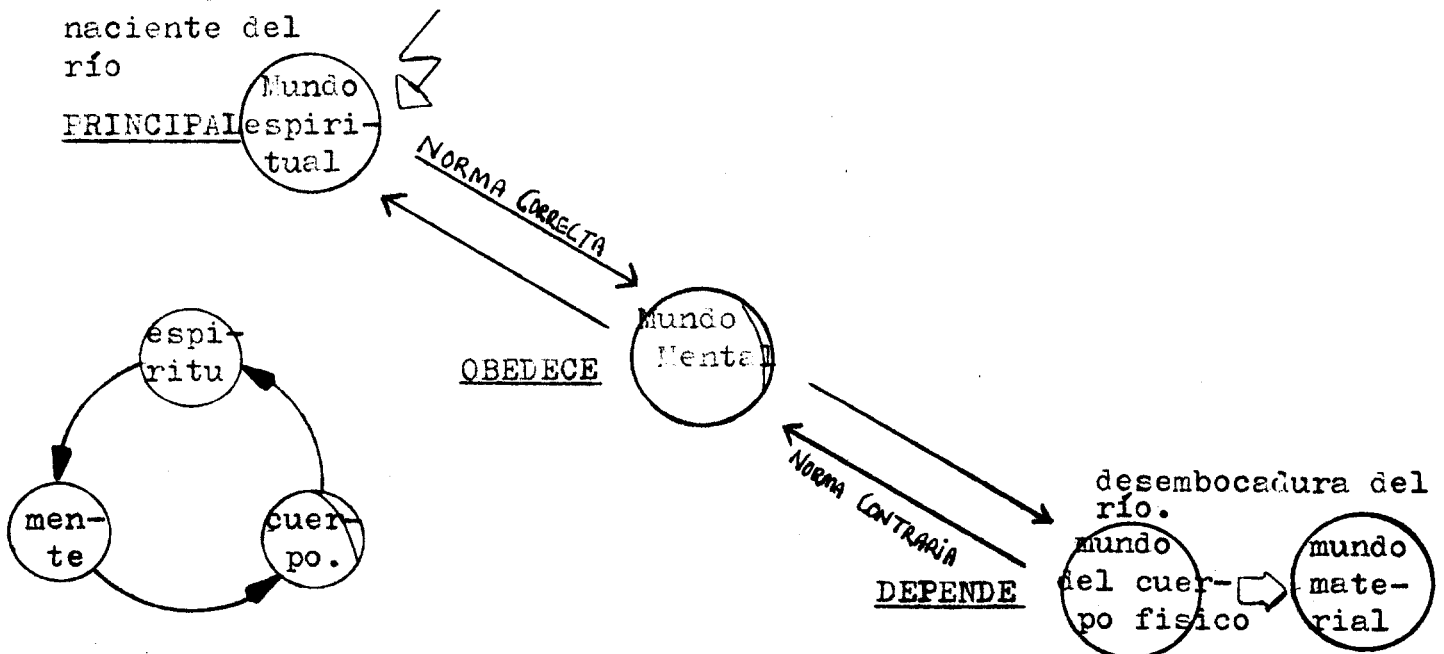 naciente del
río
PRINCIPAL
Mundo
espiri-
tual
NORMA CORRECTA
Mundo
Mental
OBEDECE
espi-
ritu
men-
te
cuer-
po.
NORMA CONTRARIA
desembocadura del
río.
DEPENDE
mundo
del cuer-
po fisico
mundo
mate-
rial